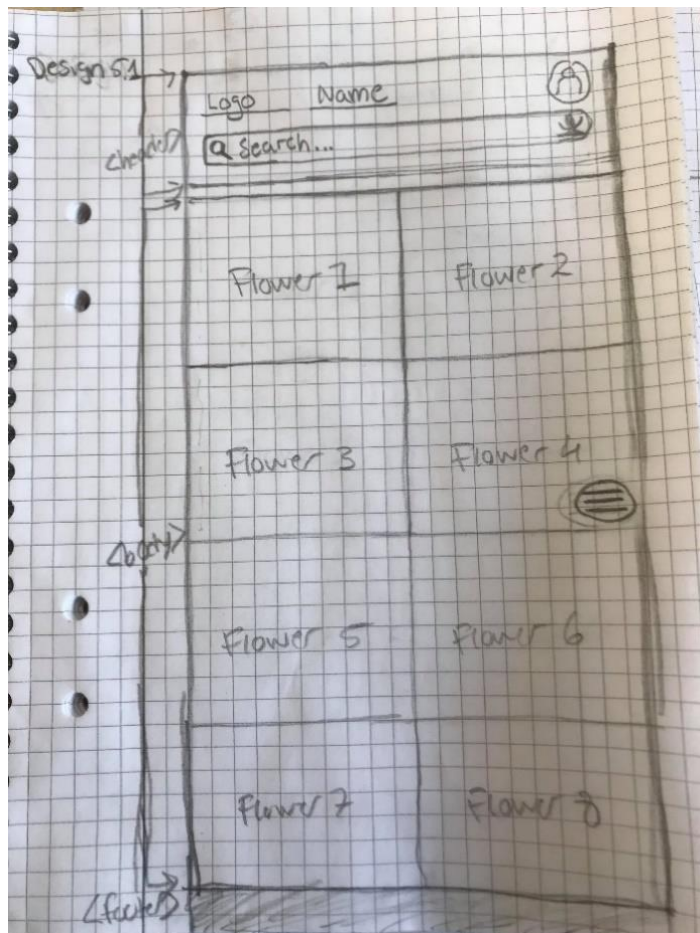 Design 5.1
Logo Name
<header>
Search...
Flower 1 Flower 2
Flower 3 Flower 4
<body>
Flower 5 Flower 6
Flower 7 Flower 8
<footer>